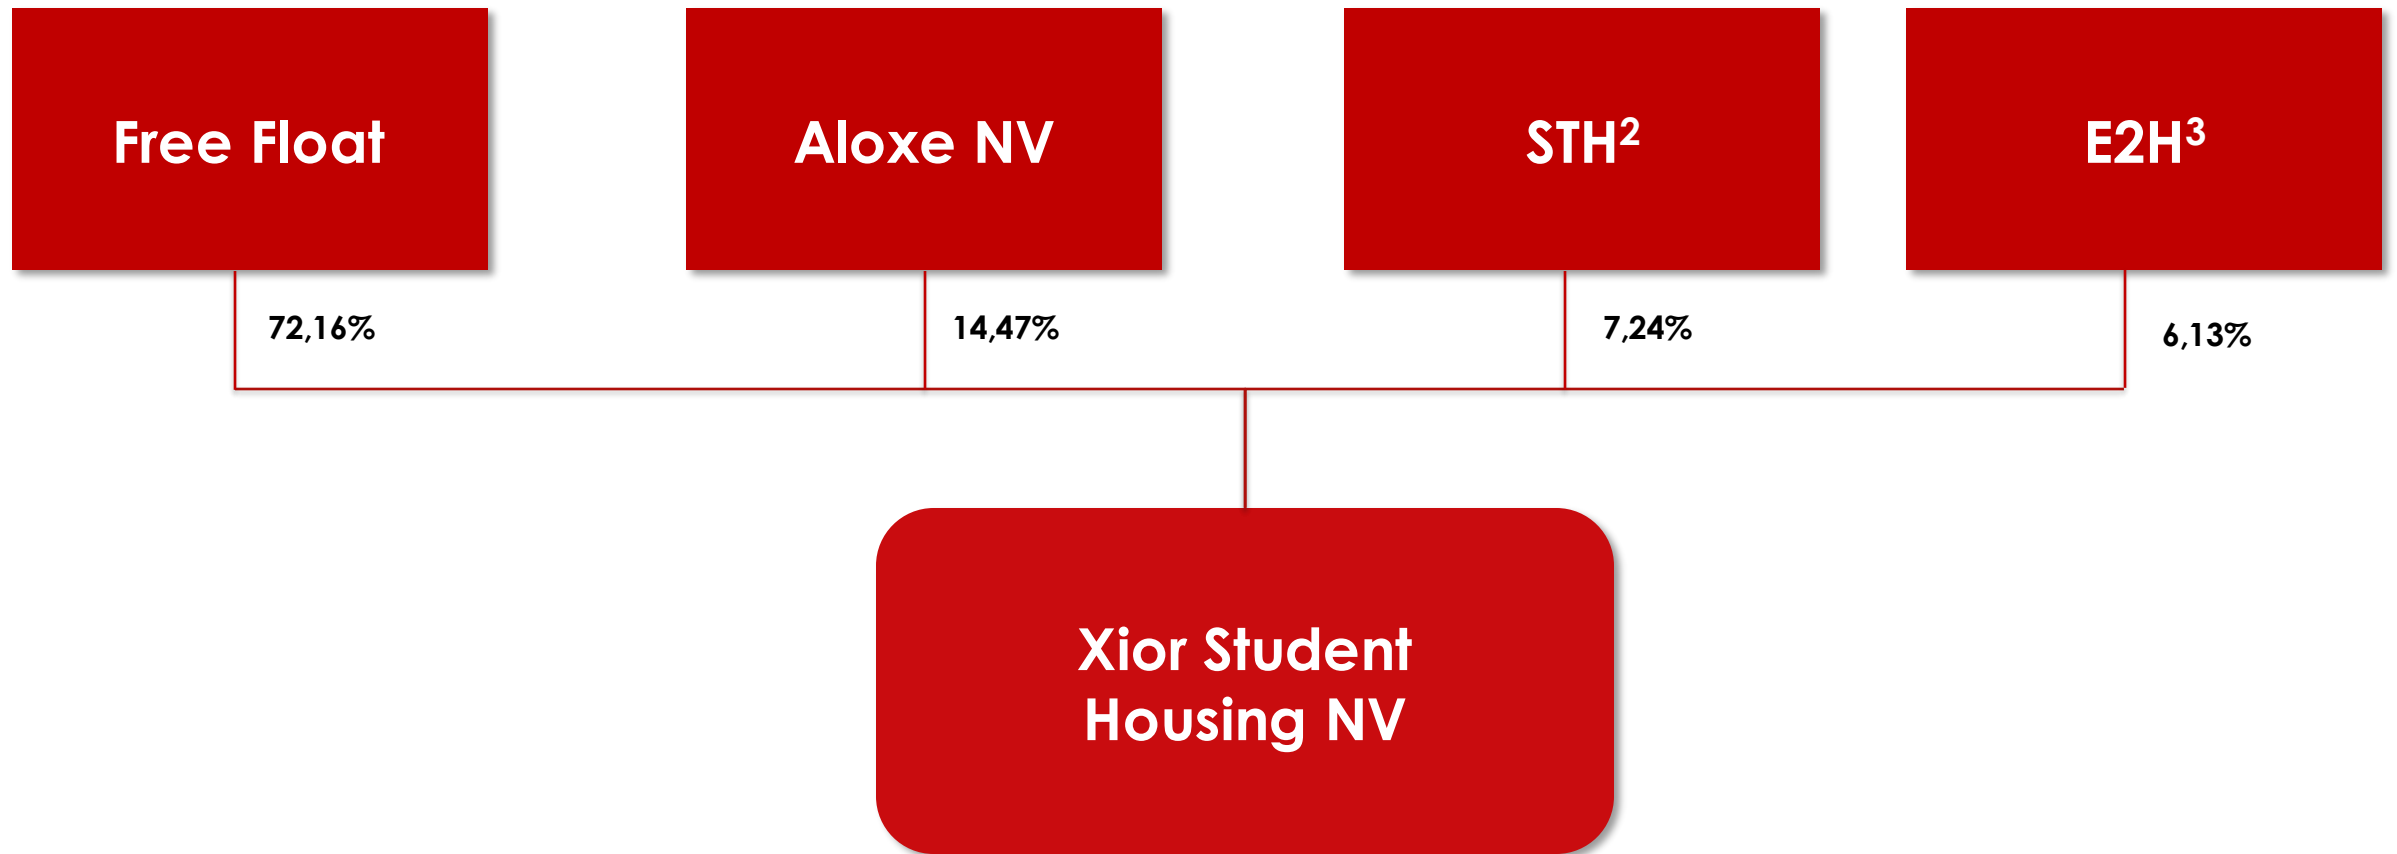 Free Float
Aloxe NV
STH²
E2H³
72,16%
14,47%
7,24%
6,13%
Xior Student
Housing NV